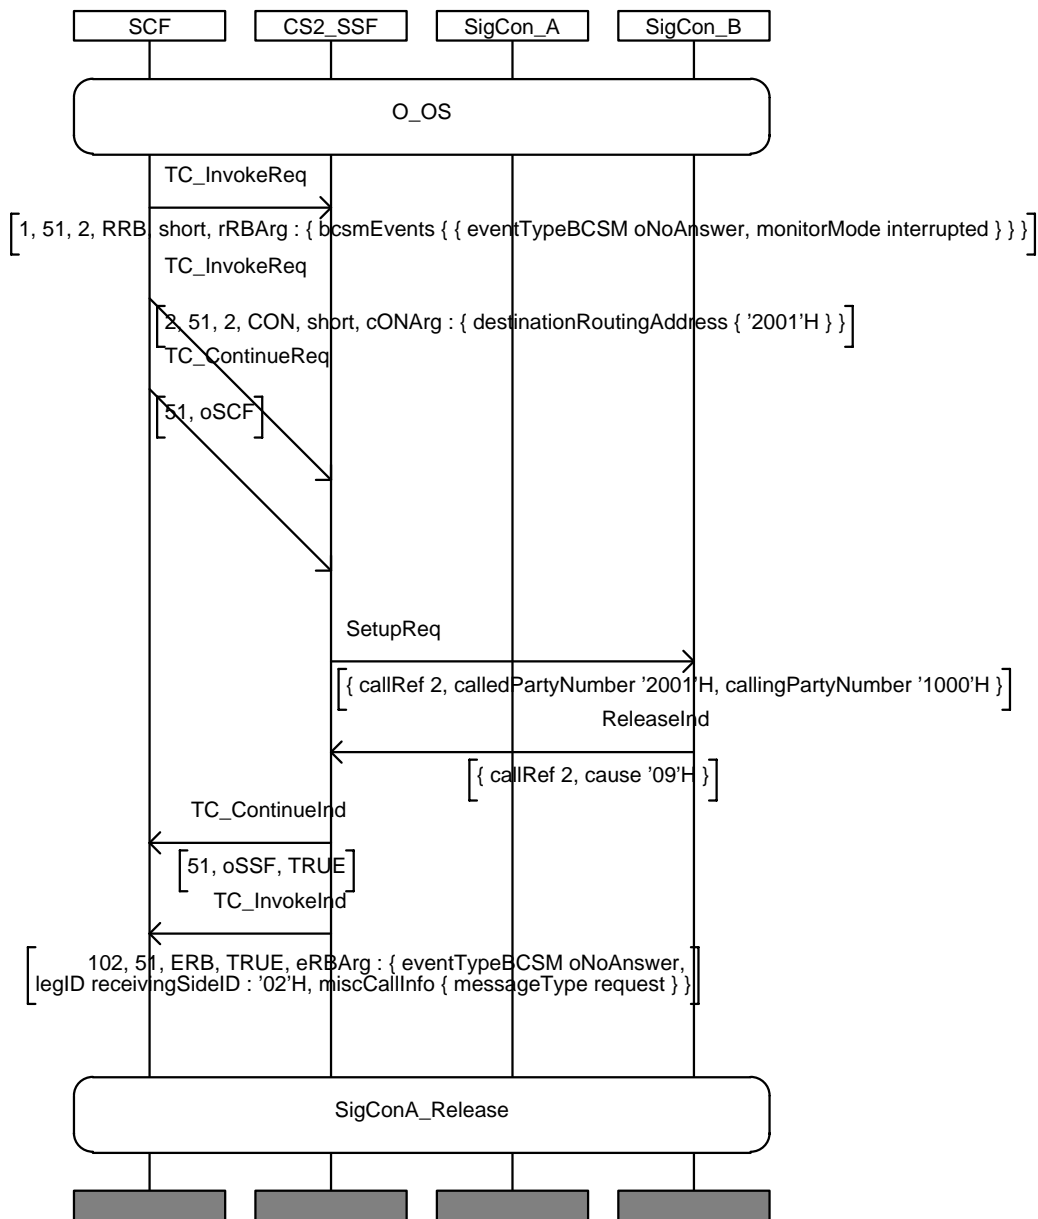 SCF CS2_SSF SigCon_A SigCon_B
O_OS
TC_InvokeReq
1, 51, 2, RRB, short, rRBArg : { bcsmEvents { { eventTypeBCSM oNoAnswer, monitorMode interrupted } } }
TC_InvokeReq
2, 51, 2, CON, short, cONArg : { destinationRoutingAddress { '2001'H } }
TC_ContinueReq
51, oSCF
SetupReq
{ callRef 2, calledPartyNumber '2001'H, callingPartyNumber '1000'H }
ReleaseInd
{ callRef 2, cause '09'H }
TC_ContinueInd
51, oSSF, TRUE
TC_InvokeInd
102, 51, ERB, TRUE, eRBArg : { eventTypeBCSM oNoAnswer,
legID receivingSideID : '02'H, miscCallInfo { messageType request } }
SigConA_Release